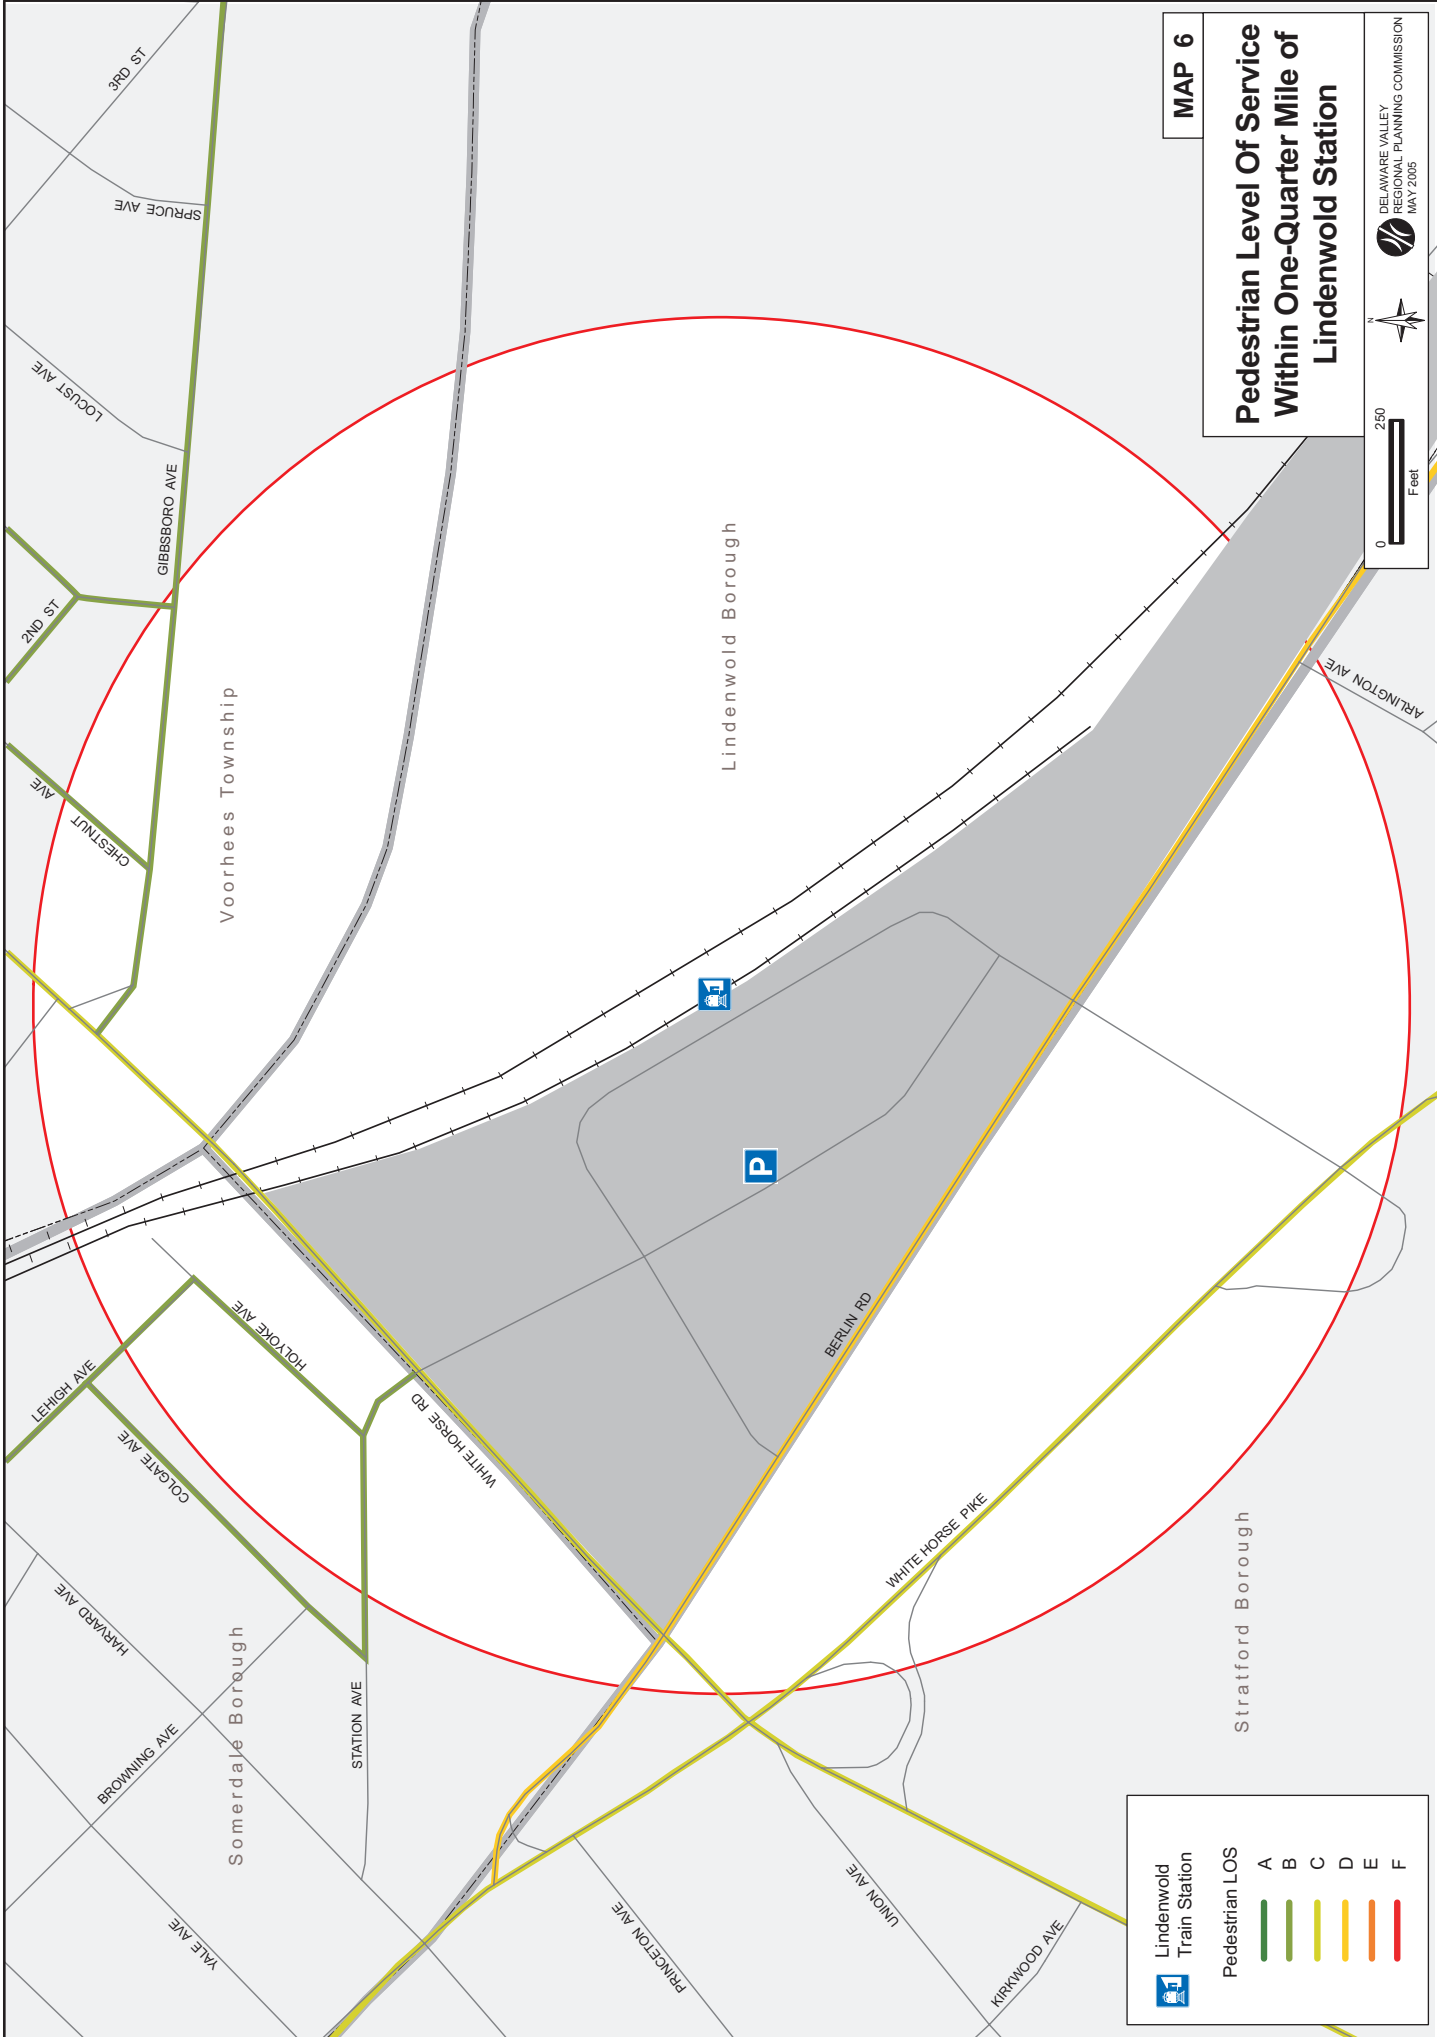 MAP 6
Pedestrian Level Of Service
Within One-Quarter Mile of
Lindenwold Station
DELAWARE VALLEY
REGIONAL PLANNING COMMISSION
MAY 2005
N
0
250
Feet
3RD ST
SPRUCE AVE
LOCUST AVE
GIBBSBORO AVE
2ND ST
CHESTNUT
AVE
Voorhees Township
Lindenwold Borough
ARLINGTON AVE
P
BERLIN RD
WHITE HORSE RD
WHITE HORSE PIKE
LEHIGH AVE
HOLYOKE AVE
COLGATE AVE
HARVARD AVE
Somerdale Borough
STATION AVE
BROWNING AVE
YALE AVE
PRINCETON AVE
UNION AVE
KIRKWOOD AVE
Stratford Borough
Lindenwold
Train Station
Pedestrian LOS
A
B
C
D
E
F